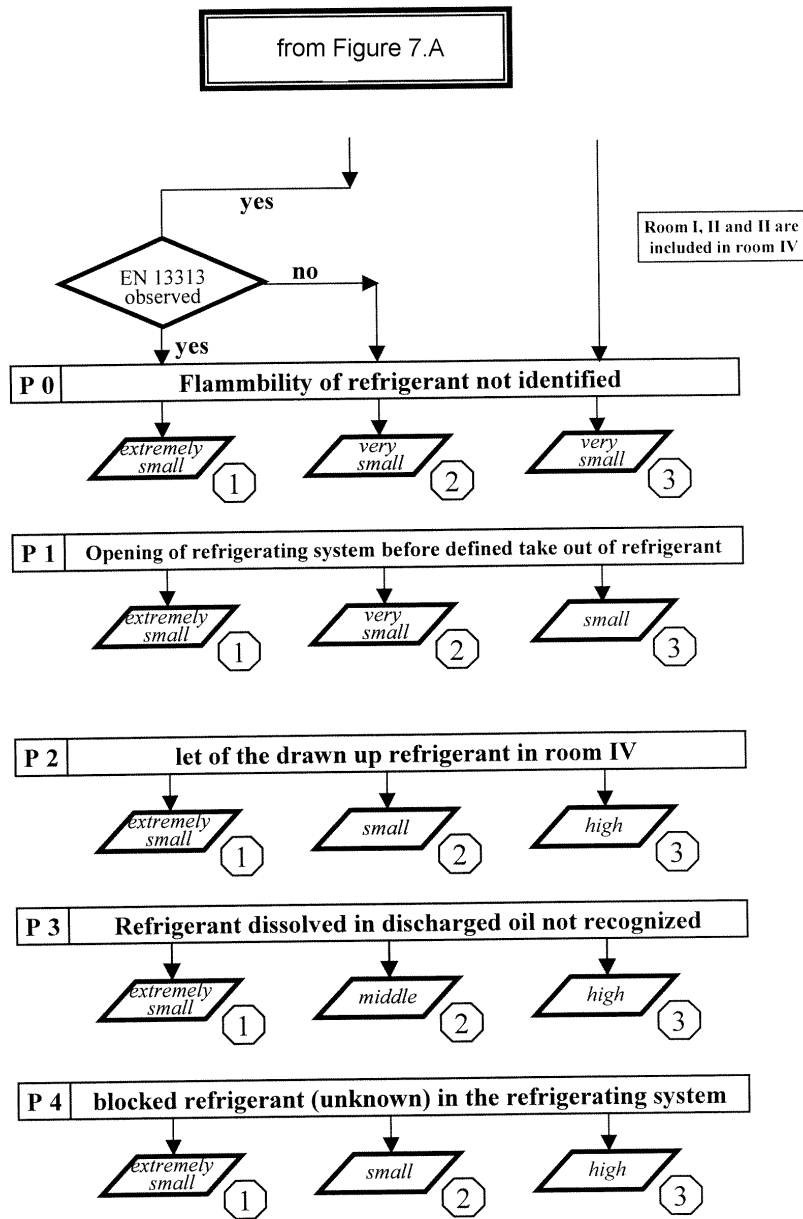 from Figure 7.A
yes
Room I, II and II are
included in room IV
EN 13313
observed
no
yes
P 0 Flammbility of refrigerant not identified
extremely
small
1
very
small
2
very
small
3
P 1 Opening of refrigerating system before defined take out of refrigerant
extremely
small
1
very
small
2
small
3
P 2 let of the drawn up refrigerant in room IV
extremely
small
1
small
2
high
3
P 3 Refrigerant dissolved in discharged oil not recognized
extremely
small
1
middle
2
high
3
P 4 blocked refrigerant (unknown) in the refrigerating system
extremely
small
1
small
2
high
3